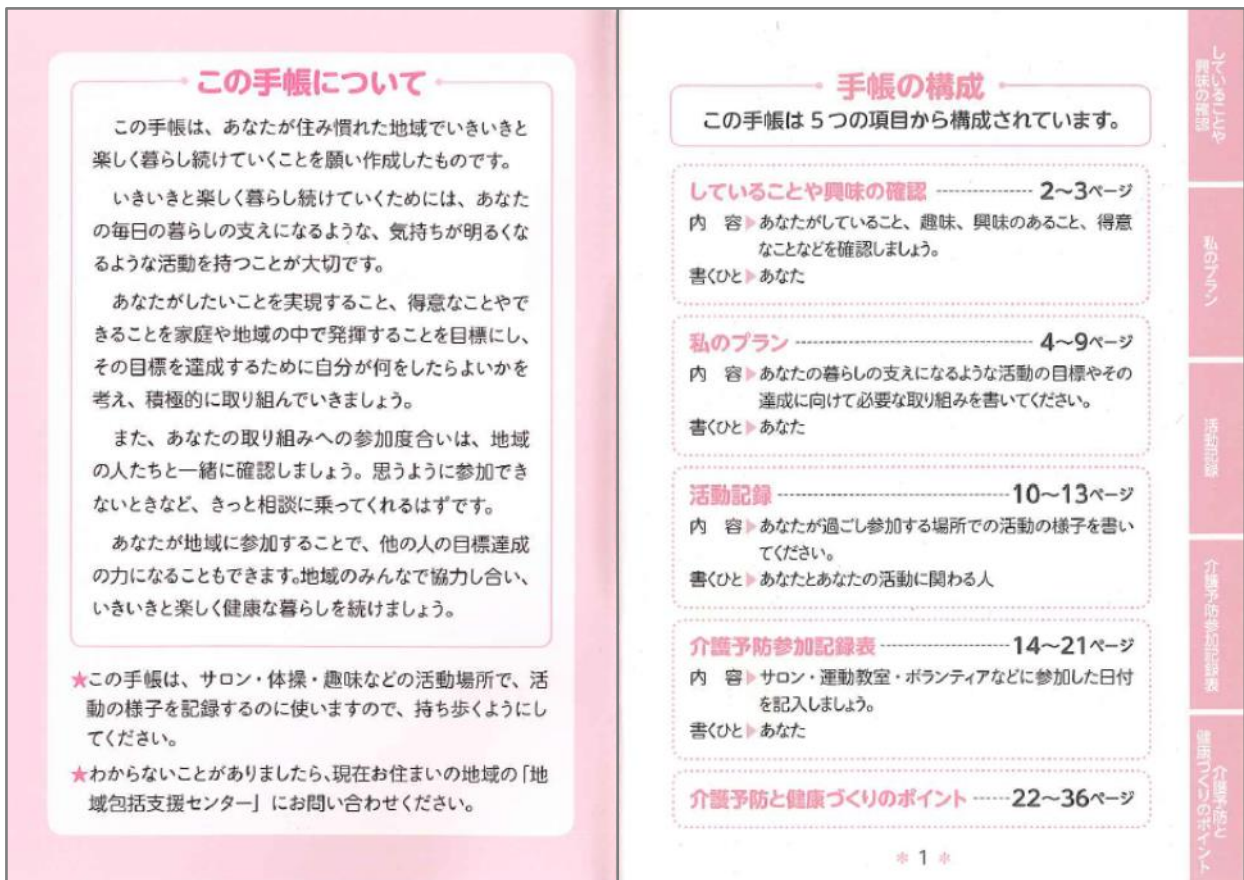 この手帳について
この手帳は、あなたが住み慣れた地域でいきいきと
楽しく暮らし続けていくことを願い作成したものです。
いきいきと楽しく暮らし続けていくためには、あなた
の毎日の暮らしの支えになるような、気持ちが明るくな
るような活動を持つことが大切です。
あなたがしたいことを実現すること、得意なことやで
きることを家庭や地域の中で発揮することを目標にし、
その目標を達成するために自分が何をしたらよいかを
考え、積極的に取り組んでいきましょう。
また、あなたの取り組みへの参加度合いは、地域
の人たちと一緒に確認しましょう。思うように参加でき
ないときなど、きっと相談に乗ってくれるはずです。
あなたが地域に参加することで、他の人の目標達成
の力になることもできます。地域のみんなで協力し合い、
いきいきと楽しく健康な暮らしを続けましょう。
★この手帳は、サロン・体操・趣味などの活動場所で、活
動の様子を記録するのに使いますので、持ち歩くようにし
てください。
★わからないことがありましたら、現在お住まいの地域の「地
域包括支援センター」にお問い合わせください。
手帳の構成
この手帳は5つの項目から構成されています。
していることや興味の確認 2～3ページ
内 容▶あなたがしていること、趣味、興味のあること、得意
なことなどを確認しましょう。
書くひと▶あなた
私のプラン 4～9ページ
内 容▶あなたの暮らしの支えになるような活動の目標やその
達成に向けて必要な取り組みを書いてください。
書くひと▶あなた
活動記録 10～13ページ
内 容▶あなたが過ごし参加する場所での活動の様子を書い
てください。
書くひと▶あなたとあなたの活動に関わる人
介護予防参加記録表 14～21ページ
内 容▶サロン・運動教室・ボランティアなどに参加した日付
を記入しましょう。
書くひと▶あなた
介護予防と健康づくりのポイント 22～36ページ
＊ 1 ＊
していることや
興味の確認
私のプラン
活動記録
介護予防参加記録表
介護予防と
健康づくりのポイント